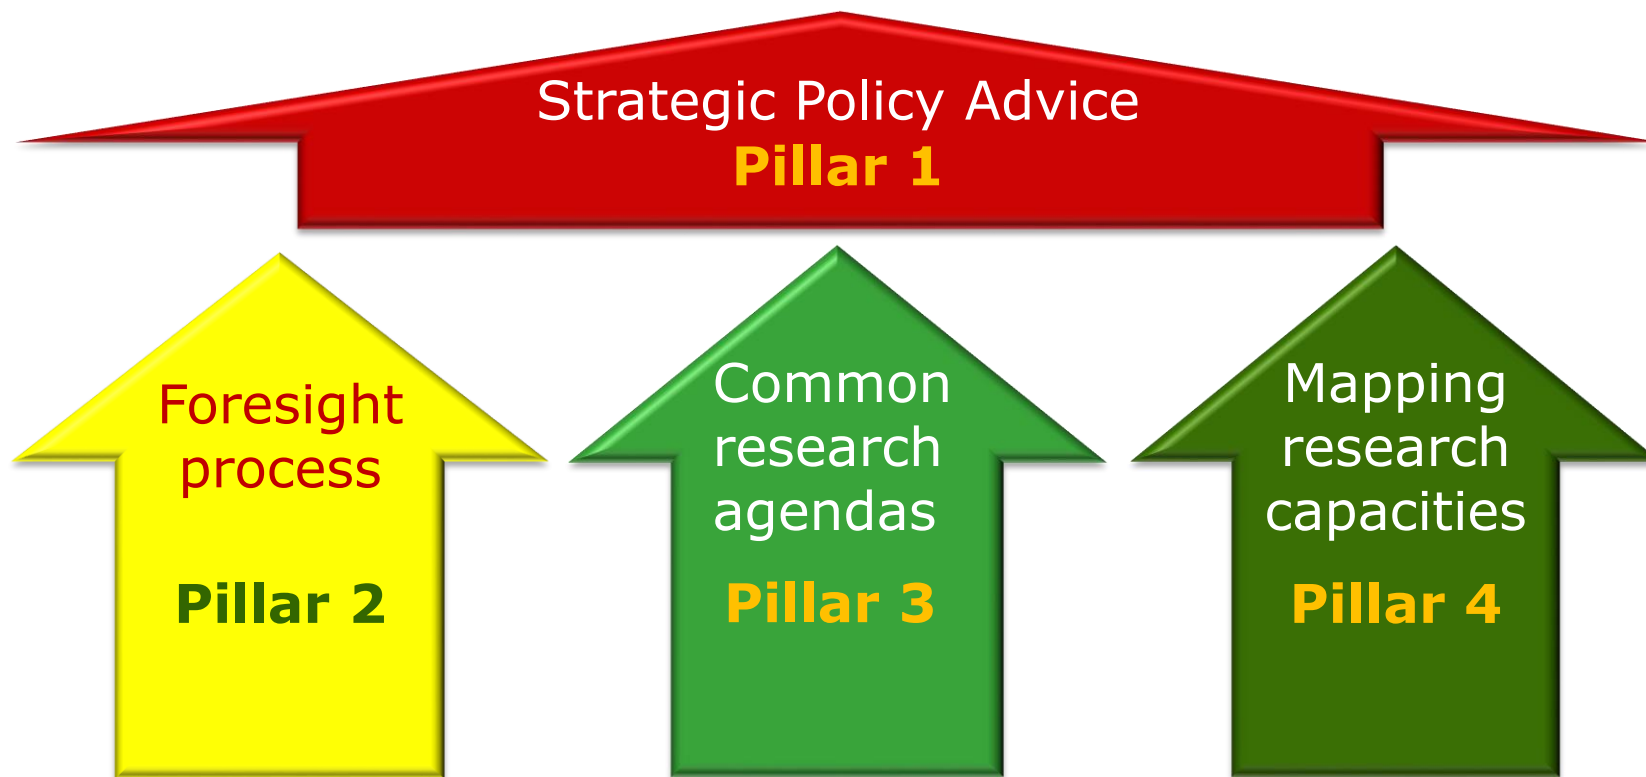 Strategic Policy Advice
Pillar 1
Foresight
process
Pillar 2
Common
research
agendas
Pillar 3
Mapping
research
capacities
Pillar 4